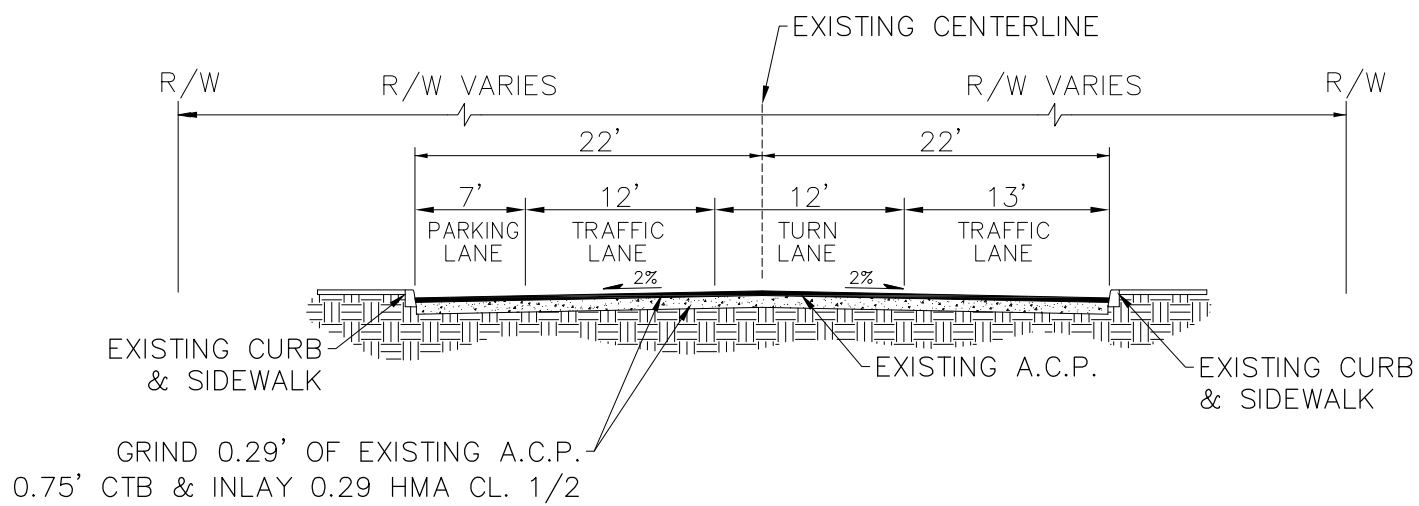 EXISTING CENTERLINE
R/W
R/W VARIES
R/W VARIES
R/W
22'
22'
7'
12'
12'
13'
PARKING
LANE
TRAFFIC
LANE
TURN
LANE
TRAFFIC
LANE
2%
2%
EXISTING CURB
& SIDEWALK
EXISTING A.C.P.
EXISTING CURB
& SIDEWALK
GRIND 0.29' OF EXISTING A.C.P.
0.75' CTB & INLAY 0.29 HMA CL. 1/2